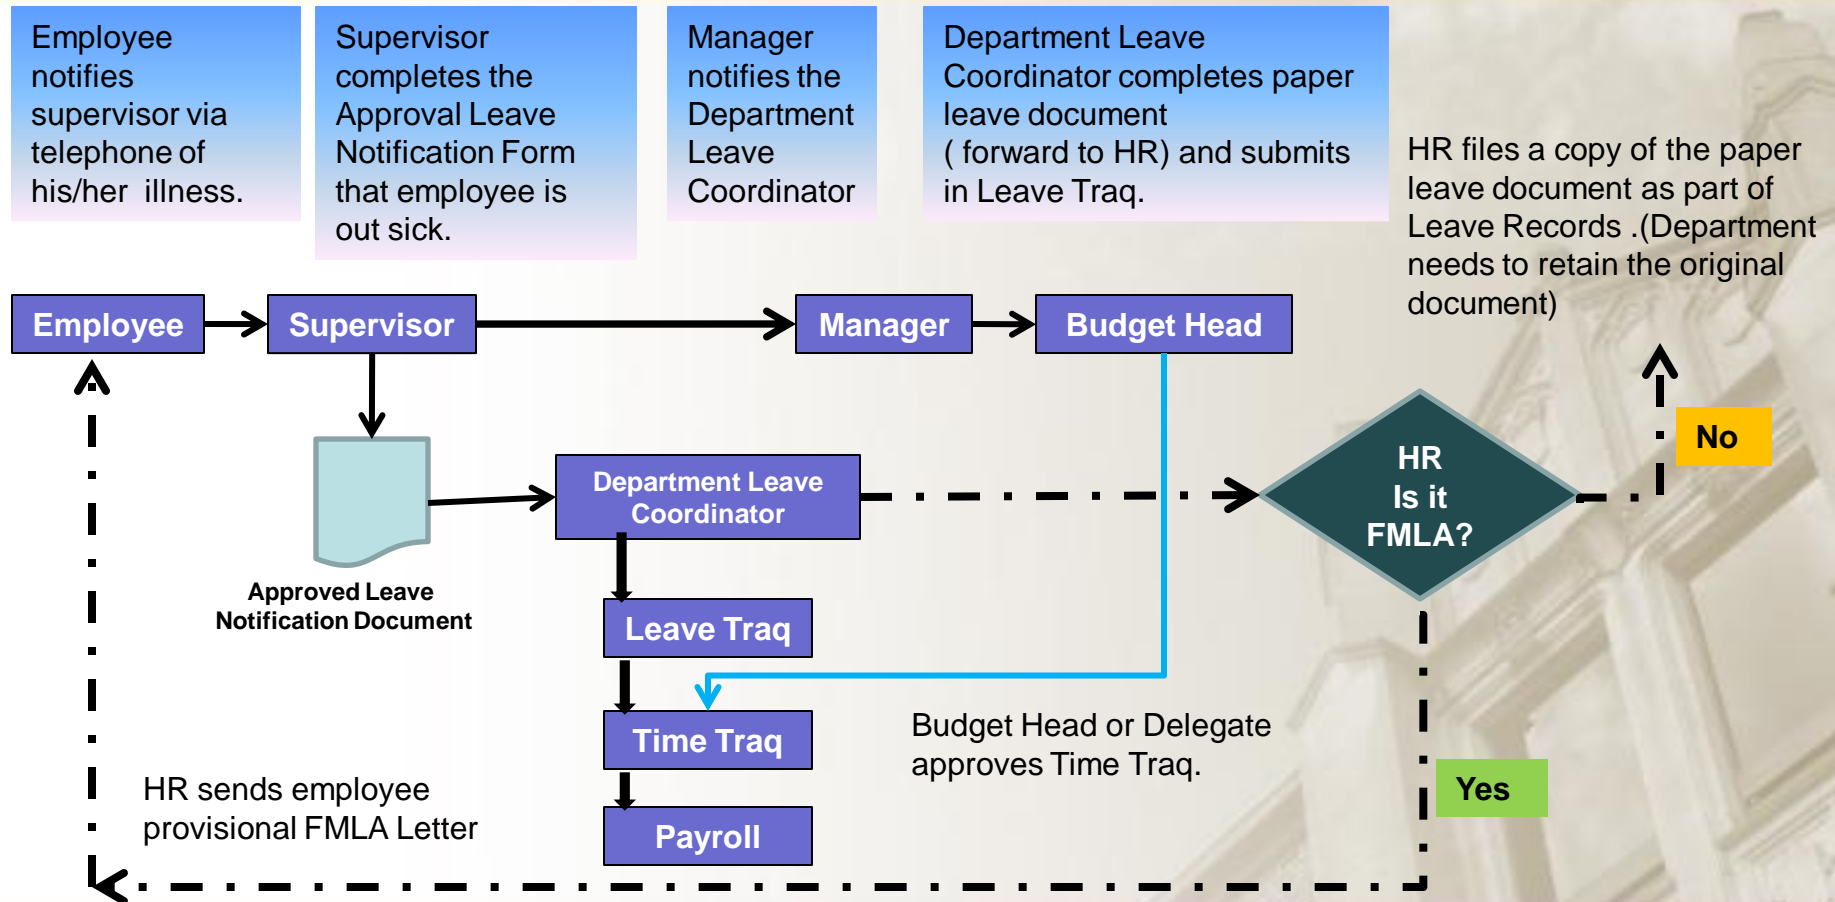 Employee
notifies
supervisor via
telephone of
his/her illness.
Supervisor
completes the
Approval Leave
Notification Form
that employee is
out sick.
Manager
notifies the
Department
Leave
Coordinator
Department Leave
Coordinator completes paper
leave document
( forward to HR) and submits
in Leave Traq.
HR files a copy of the paper
leave document as part of
Leave Records .(Department
needs to retain the original
document)
Employee
Supervisor
Manager
Budget Head
No
HR
Is it
FMLA?
Department Leave
Coordinator
Approved Leave
Notification Document
Leave Traq
Time Traq
Budget Head or Delegate
approves Time Traq.
Yes
HR sends employee
provisional FMLA Letter
Payroll